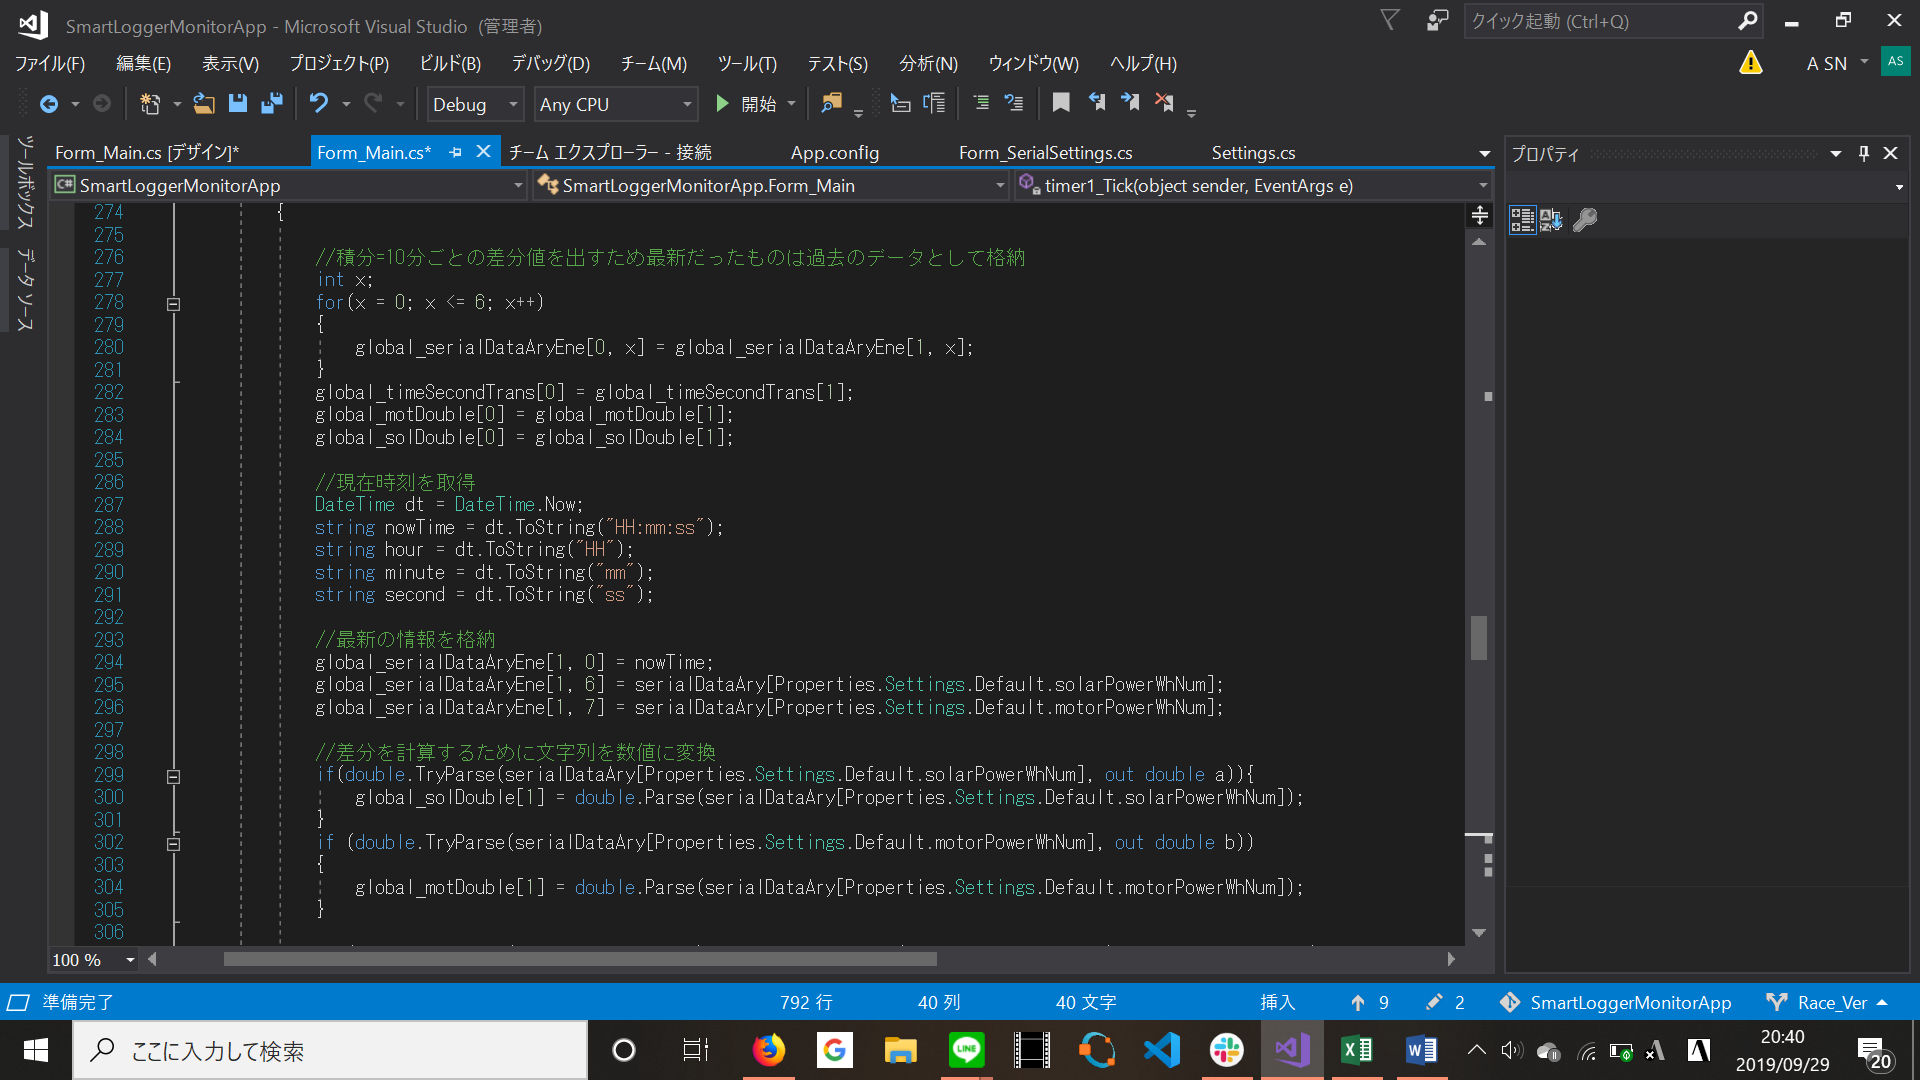 SmartLoggerMonitorApp - Microsoft Visual Studio (管理者)
クイック起動 (Ctrl+Q)
ファイル(F) 編集(E) 表示(V) プロジェクト(P) ビルド(B) デバッグ(D) チーム(M) ツール(T) テスト(S) 分析(N) ウィンドウ(W) ヘルプ(H)
A SN AS
Debug Any CPU 開始
ツールボックス
データ ソース
Form_Main.cs [デザイン]* Form_Main.cs* チーム エクスプローラー - 接続 App.config Form_SerialSettings.cs Settings.cs
プロパティ
C# SmartLoggerMonitorApp SmartLoggerMonitorApp.Form_Main timer1_Tick(object sender, EventArgs e)
274 {
275
276 //積分=10分ごとの差分値を出すため最新だったものは過去のデータとして格納
277 int x;
278 for(x = 0; x <= 6; x++)
279 {
280 global_serialDataAryEne[0, x] = global_serialDataAryEne[1, x];
281 }
282 global_timeSecondTrans[0] = global_timeSecondTrans[1];
283 global_motDouble[0] = global_motDouble[1];
284 global_solDouble[0] = global_solDouble[1];
285
286 //現在時刻を取得
287 DateTime dt = DateTime.Now;
288 string nowTime = dt.ToString("HH:mm:ss");
289 string hour = dt.ToString("HH");
290 string minute = dt.ToString("mm");
291 string second = dt.ToString("ss");
292
293 //最新の情報を格納
294 global_serialDataAryEne[1, 0] = nowTime;
295 global_serialDataAryEne[1, 6] = serialDataAry[Properties.Settings.Default.solarPowerWhNum];
296 global_serialDataAryEne[1, 7] = serialDataAry[Properties.Settings.Default.motorPowerWhNum];
297
298 //差分を計算するために文字列を数値に変換
299 if(double.TryParse(serialDataAry[Properties.Settings.Default.solarPowerWhNum], out double a)){
300 global_solDouble[1] = double.Parse(serialDataAry[Properties.Settings.Default.solarPowerWhNum]);
301 }
302 if (double.TryParse(serialDataAry[Properties.Settings.Default.motorPowerWhNum], out double b))
303 {
304 global_motDouble[1] = double.Parse(serialDataAry[Properties.Settings.Default.motorPowerWhNum]);
305 }
306
100 %
準備完了 792 行 40 列 40 文字 挿入 9 2 SmartLoggerMonitorApp Race_Ver
ここに入力して検索
LINE
20:40
2019/09/29
20